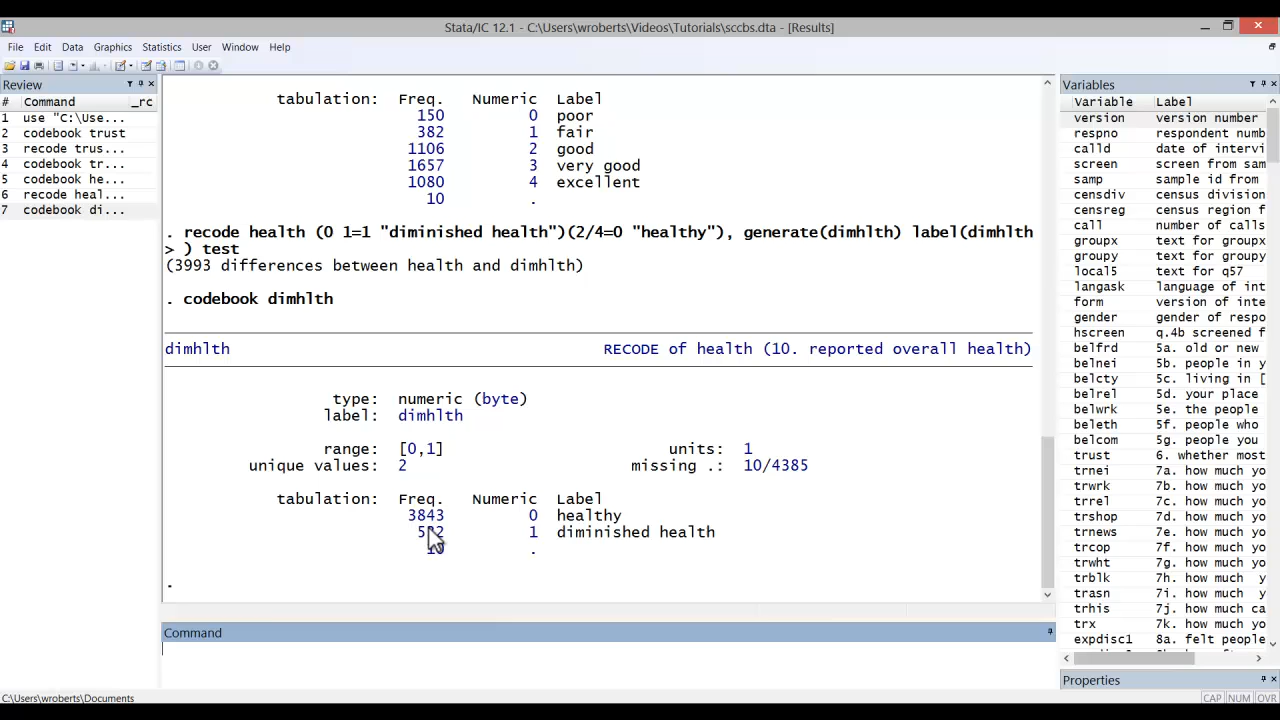 Stata/IC 12.1 - C:\Users\wroberts\Videos\Tutorials\sccbs.dta - [Results]
File Edit Data Graphics Statistics User Window Help
Review
# Command _rc
1 use "C:\Use...
2 codebook trust
3 recode trus...
4 codebook tr...
5 codebook he...
6 recode heal...
7 codebook di...
tabulation: Freq. Numeric Label
150 0 poor
382 1 fair
1106 2 good
1657 3 very good
1080 4 excellent
10 .
. recode health (0 1=1 "diminished health")(2/4=0 "healthy"), generate(dimhlth) label(dimhlth
> ) test
(3993 differences between health and dimhlth)
. codebook dimhlth
dimhlth RECODE of health (10. reported overall health)
type: numeric (byte)
label: dimhlth
range: [0,1] units: 1
unique values: 2 missing .: 10/4385
tabulation: Freq. Numeric Label
3843 0 healthy
1 diminished health
.
.
Command
C:\Users\wroberts\Documents
Variables
Variable Label
version version number
respno respondent numb
calld date of intervi
screen screen from sam
samp sample id from
censdiv census division
censreg census region f
call number of calls
groupx text for groupx
groupy text for groupy
local5 text for q57
langask language of int
form version of inte
gender gender of respo
hscreen q.4b screened f
belfrd 5a. old or new
belnei 5b. people in y
belcty 5c. living in [
belrel 5d. your place
belwrk 5e. the people
beleth 5f. people who
belcom 5g. people you
trust 6. whether most
trnei 7a. how much yo
trwrk 7b. how much yo
trrel 7c. how much yo
trshop 7d. how much yo
trnews 7e. how much yo
trcop 7f. how much yo
trwht 7g. how much yo
trblk 7h. how much y
trasn 7i. how much y
trhis 7j. how much ca
trx 7k. how much yo
expdisc1 8a. felt people
Properties
CAP NUM OVR